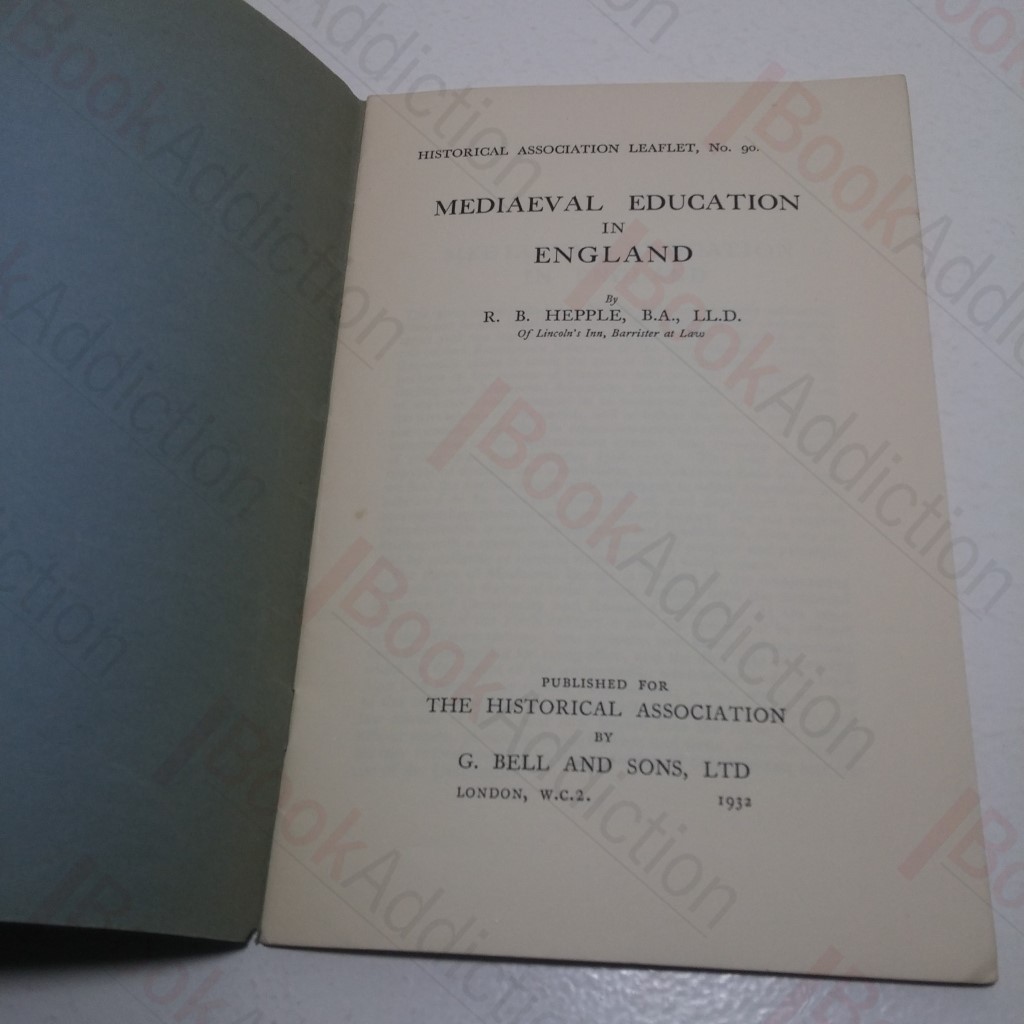 HISTORICAL ASSOCIATION LEAFLET, No. 90.
MEDIAEVAL EDUCATION
IN
ENGLAND
By
R. B. HEPPLE, B.A., LL.D.
Of Lincoln's Inn, Barrister at Law
PUBLISHED FOR
THE HISTORICAL ASSOCIATION
BY
G. BELL AND SONS, LTD
LONDON, W.C.2. 1932
BookAddiction